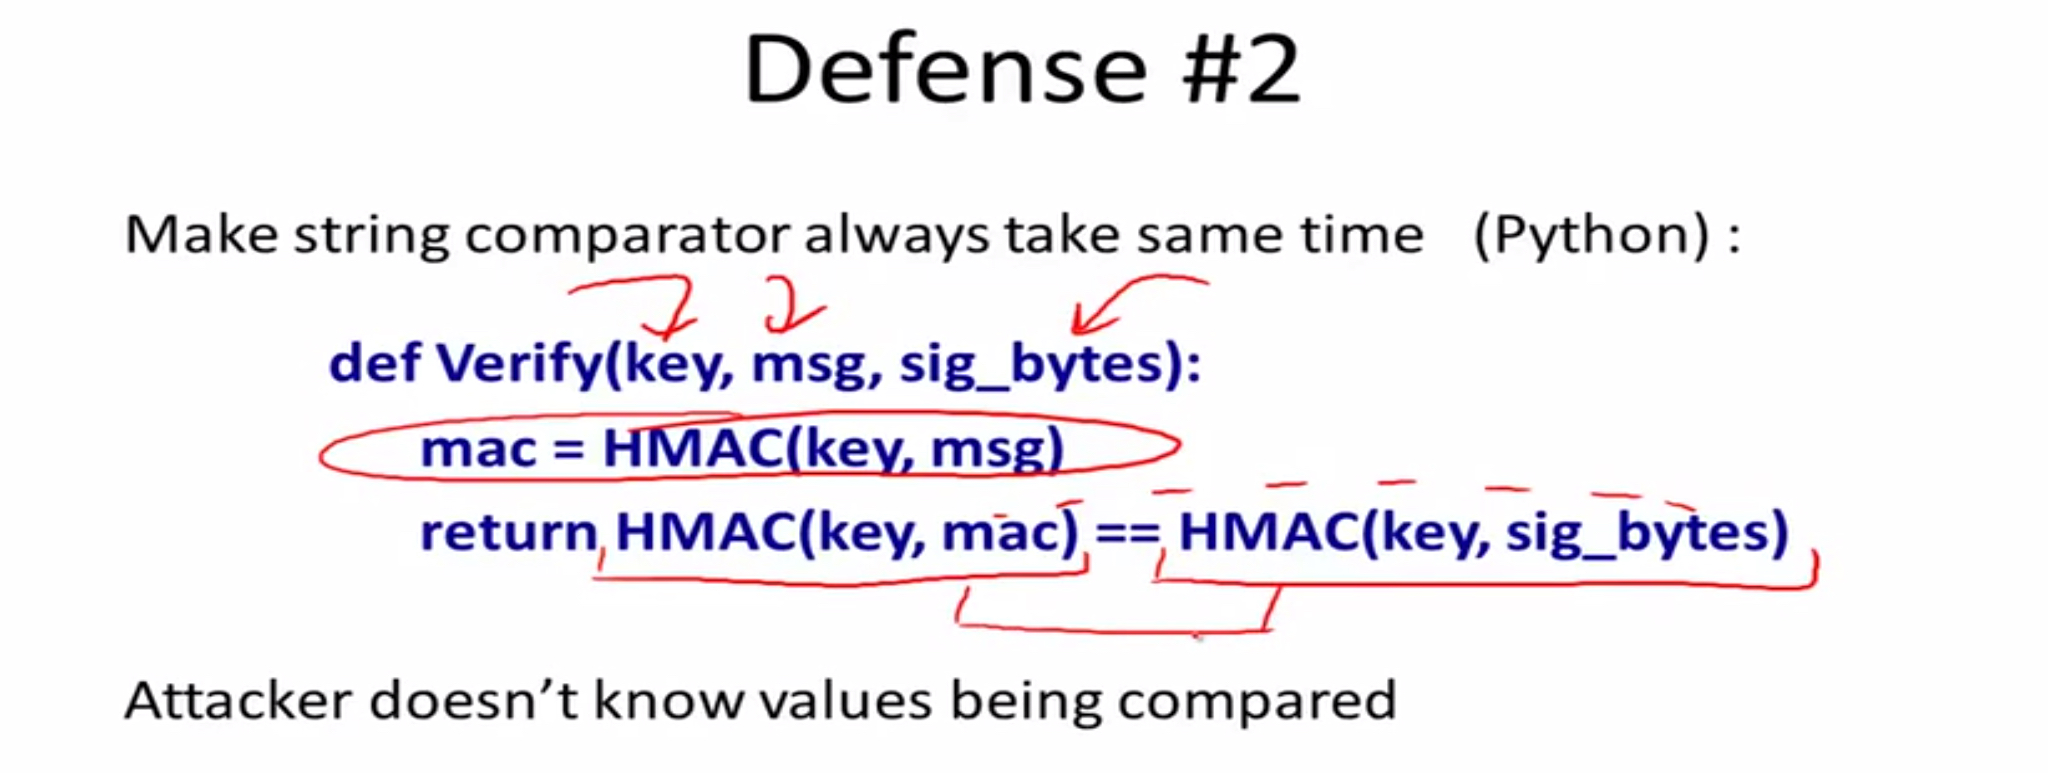 Defense #2
Make string comparator always take same time (Python) :
def Verify(key, msg, sig_bytes):
mac = HMAC(key, msg)
return HMAC(key, mac) == HMAC(key, sig_bytes)
Attacker doesn’t know values being compared